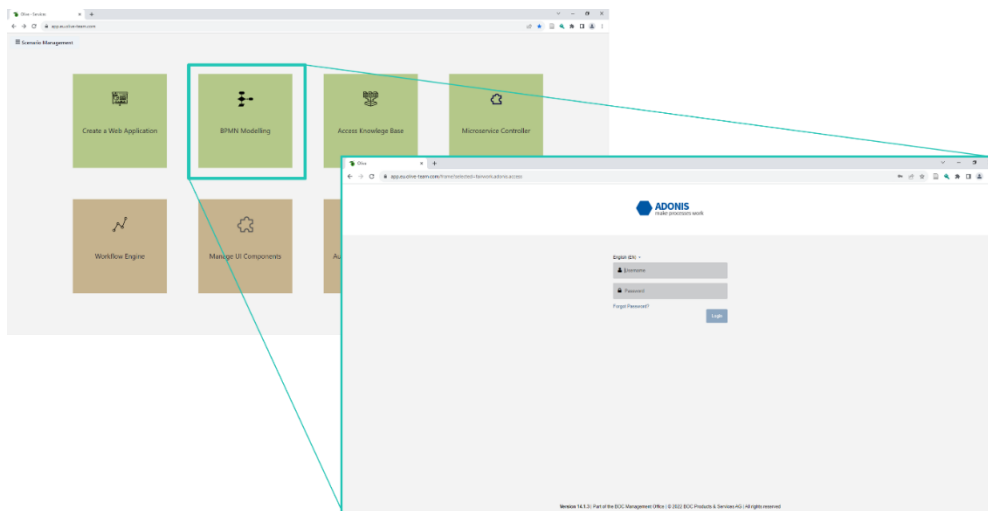 Olive - Services
app.eu.olive-team.com
Scenario Management
Create a Web Application
BPMN Modelling
Access Knowlege Base
Microservice Controller
Workflow Engine
Manage UI Components
Au
Olive
ADONIS
make processes work
English (EN)
Username
Password
Forgot Password?
Login
Version 14.1.3 | Part of the BOC Management Office | © 2022 BOC Products & Services AG | All rights reserved